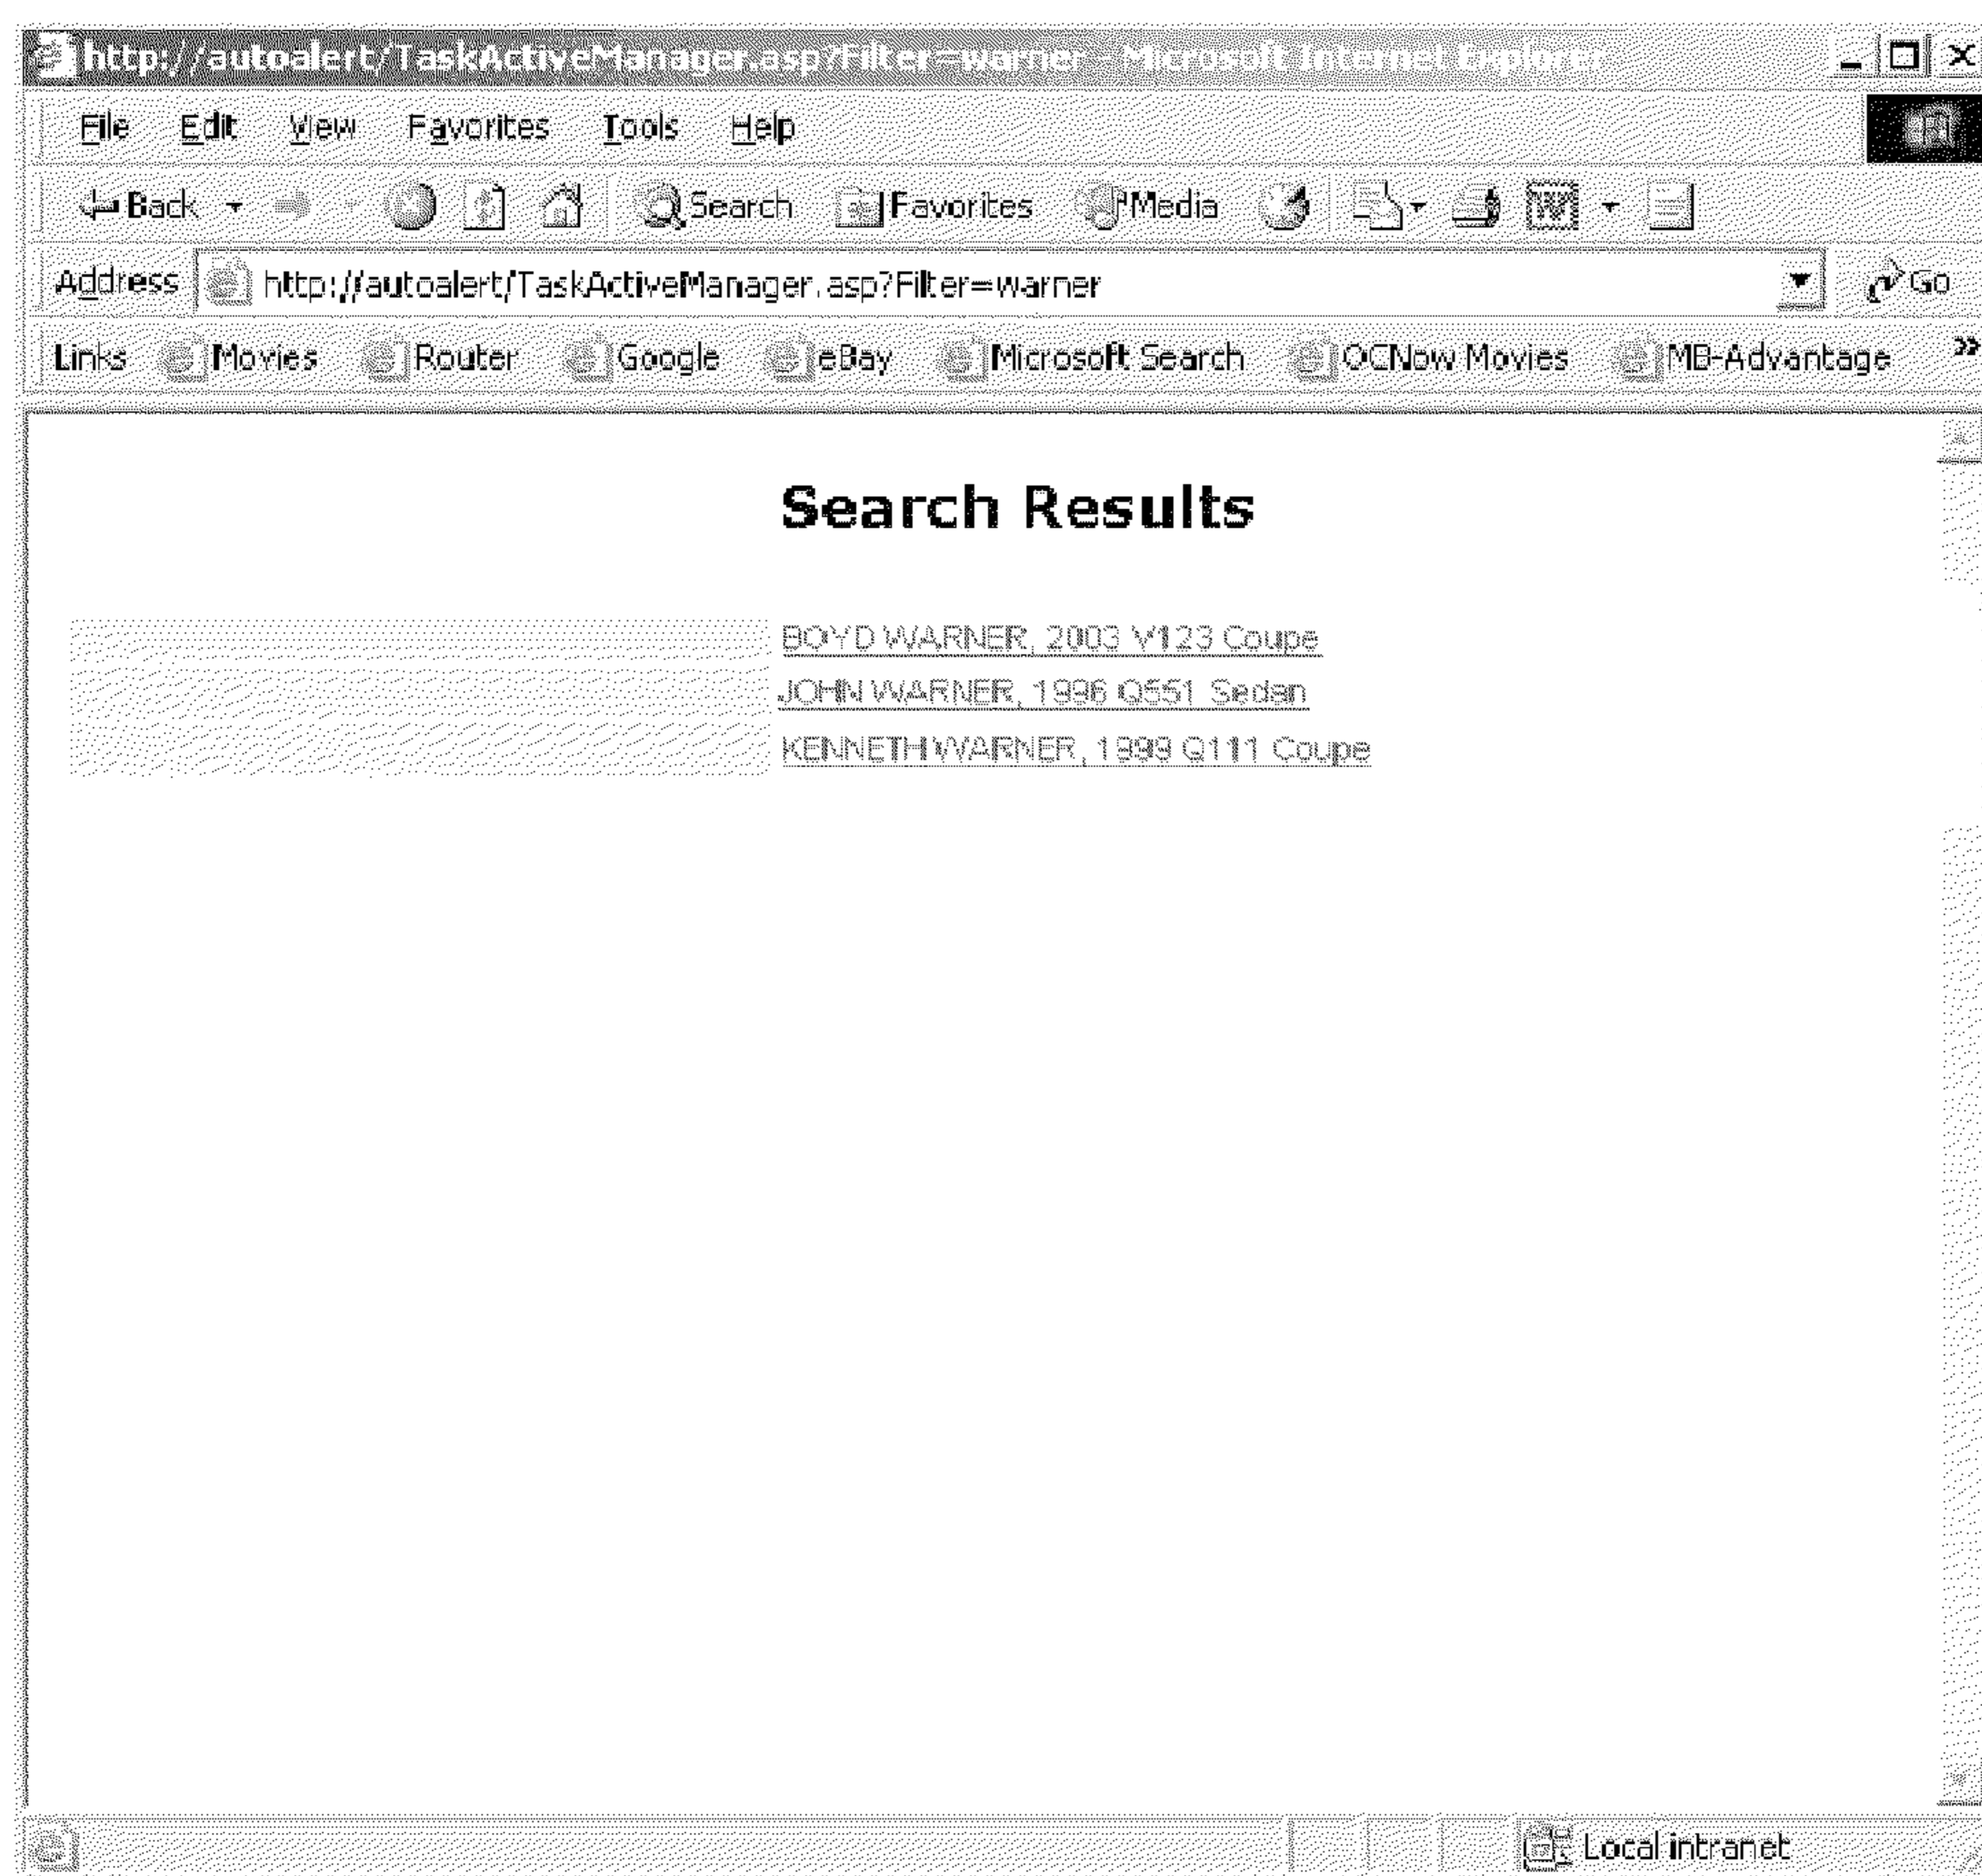 http://autoalert/TaskActiveManager.asp?Filter=warner - Microsoft Internet Explorer
File Edit View Favorites Tools Help
Back Search Favorites Media
Address http://autoalert/TaskActiveManager.asp?Filter=warner Go
Links Movies Router Google eBay Microsoft Search OCNow Movies MB-Advantage »
Search Results
BOYD WARNER, 2003 V123 Coupe
JOHN WARNER, 1996 Q551 Sedan
KENNETH WARNER, 1999 Q111 Coupe
Local intranet